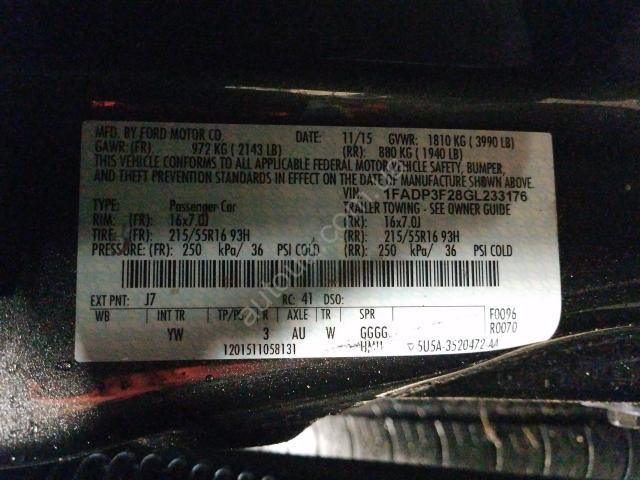 MFD. BY FORD MOTOR CO. DATE: 11/15 GVWR: 1810 KG ( 3990 LB)
GAWR: (FR) 972 KG ( 2143 LB) (RR): 880 KG ( 1940 LB)
THIS VEHICLE CONFORMS TO ALL APPLICABLE FEDERAL MOTOR VEHICLE SAFETY, BUMPER,
AND THEFT PREVENTION STANDARDS IN EFFECT ON THE DATE OF MANUFACTURE SHOWN ABOVE.
VIN: 1FADP3F28GL233176
TYPE: Passenger Car TRAILER TOWING - SEE OWNER GUIDE
RIM: (FR): 16x7.0J (RR): 16x7.0J
TIRE: (FR): 215/55R16 93H (RR): 215/55R16 93H
PRESSURE: (FR): 250 kPa/ 36 PSI COLD (RR): 250 kPa/ 36 PSI COLD
EXT PNT: J7 RC: 41 DSO:
WB INT TR TP/PS R AXLE TR SPR F0096
YW 3 AU W GGGG R0070
1201511058131 5U5A-3520472-AA